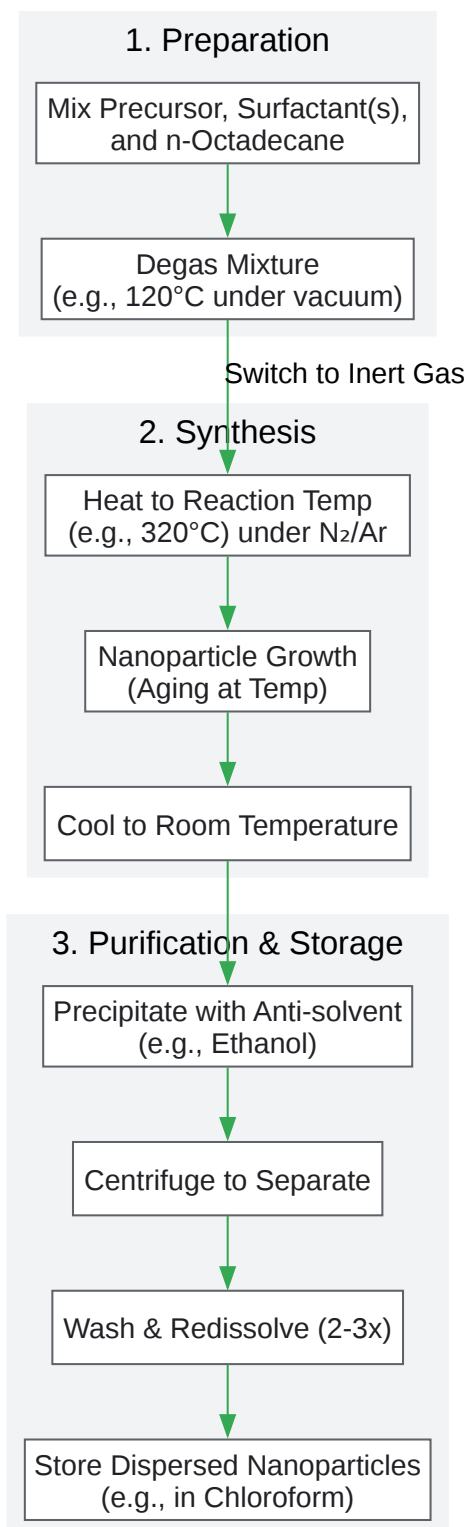 1. Preparation
Mix Precursor, Surfactant(s),
and n-Octadecane
Degas Mixture
(e.g., 120°C under vacuum)
Switch to Inert Gas
2. Synthesis
Heat to Reaction Temp
(e.g., 320°C) under N₂/Ar
Nanoparticle Growth
(Aging at Temp)
Cool to Room Temperature
3. Purification & Storage
Precipitate with Anti-solvent
(e.g., Ethanol)
Centrifuge to Separate
Wash & Redissolve (2-3x)
Store Dispersed Nanoparticles
(e.g., in Chloroform)